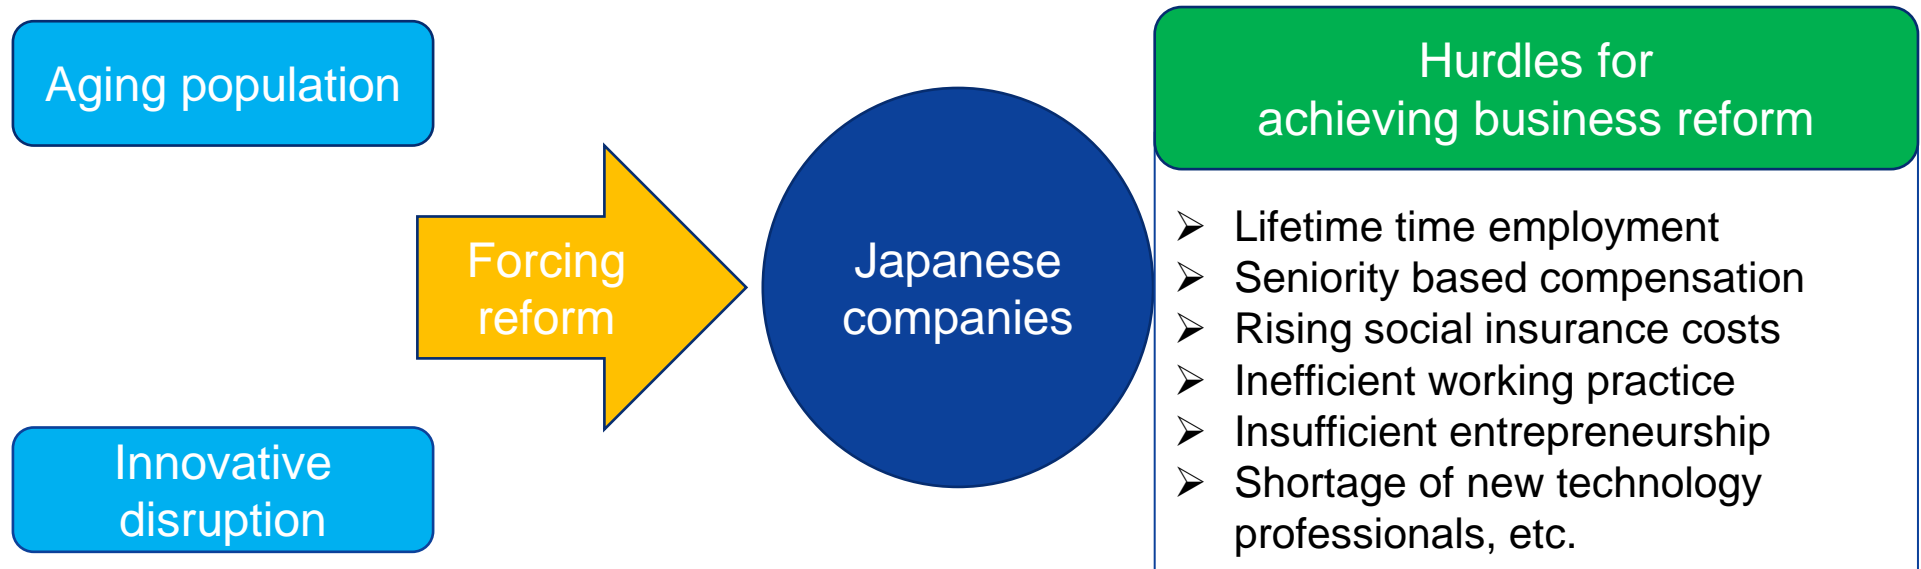 Aging population
Innovative
disruption
Forcing
reform
Japanese
companies
Hurdles for
achieving business reform
➢ Lifetime time employment
➢ Seniority based compensation
➢ Rising social insurance costs
➢ Inefficient working practice
➢ Insufficient entrepreneurship
➢ Shortage of new technology
professionals, etc.